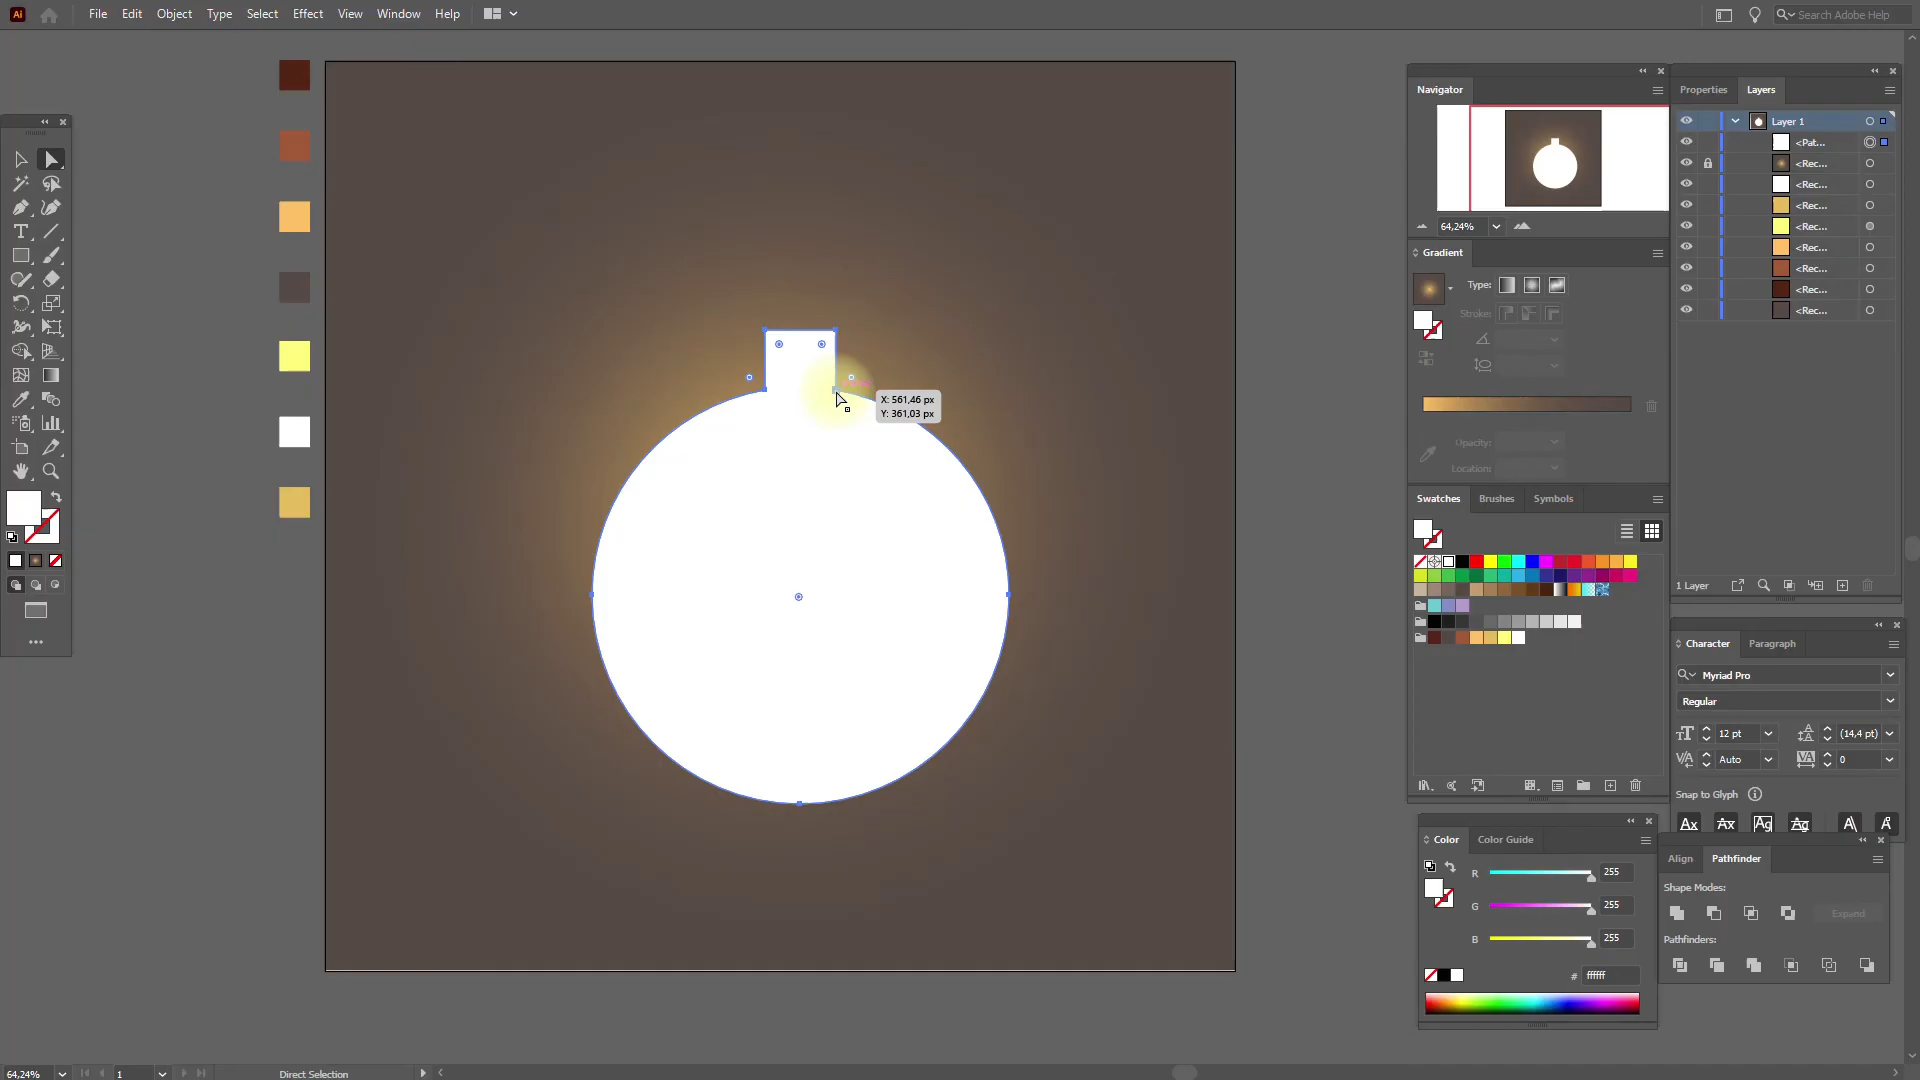 Ai
File Edit Object Type Select Effect View Window Help
Search Adobe Help
Navigator
Properties Layers
Layer 1
<Pat...
<Rec...
<Rec...
<Rec...
<Rec...
<Rec...
<Rec...
<Rec...
<Rec...
64,24%
Gradient
Type:
Stroke:
X: 561,46 px
Y: 361,03 px
Opacity:
Location:
Swatches Brushes Symbols
1 Layer
Character Paragraph
Myriad Pro
Regular
12 pt (14,4 pt)
Auto 0
Snap to Glyph
Color Color Guide
R 255
G 255
B 255
# ffffff
Align Pathfinder
Shape Modes:
Expand
Pathfinders:
64,24% 1 Direct Selection